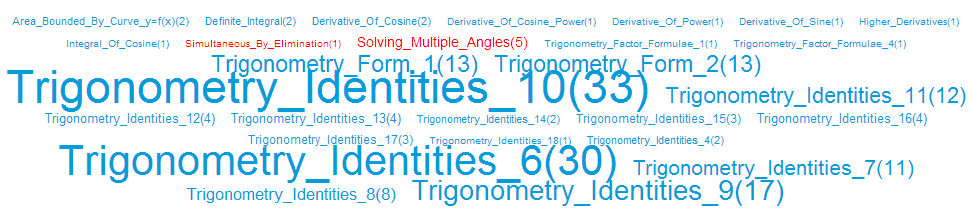 Area_Bounded_By_Curve_y=f(x)(2) Definite_Integral(2) Derivative_Of_Cosine(2) Derivative_Of_Cosine_Power(1) Derivative_Of_Power(1) Derivative_Of_Sine(1) Higher_Derivatives(1)
Integral_Of_Cosine(1) Simultaneous_By_Elimination(1) Solving_Multiple_Angles(5) Trigonometry_Factor_Formulae_1(1) Trigonometry_Factor_Formulae_4(1)
Trigonometry_Form_1(13) Trigonometry_Form_2(13)
Trigonometry_Identities_10(33) Trigonometry_Identities_11(12)
Trigonometry_Identities_12(4) Trigonometry_Identities_13(4) Trigonometry_Identities_14(2) Trigonometry_Identities_15(3) Trigonometry_Identities_16(4)
Trigonometry_Identities_17(3) Trigonometry_Identities_18(1) Trigonometry_Identities_4(2)
Trigonometry_Identities_6(30) Trigonometry_Identities_7(11)
Trigonometry_Identities_8(8) Trigonometry_Identities_9(17)